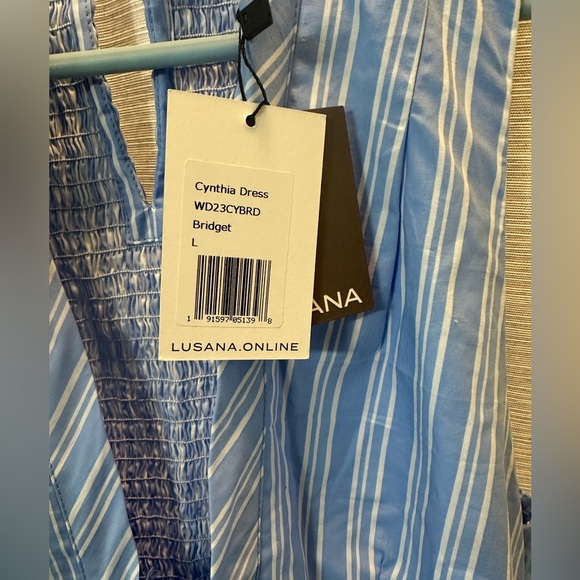 Cynthia Dress
WD23CYBRD
Bridget
L
1 91597 05139 8
LUSANA.ONLINE
ANA